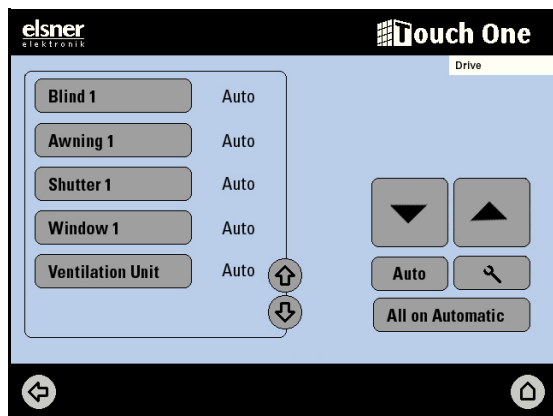 elsner
elektronik
Touch One
Drive
Blind 1 Auto
Awning 1 Auto
Shutter 1 Auto
Window 1 Auto
Ventilation Unit Auto
Auto
All on Automatic